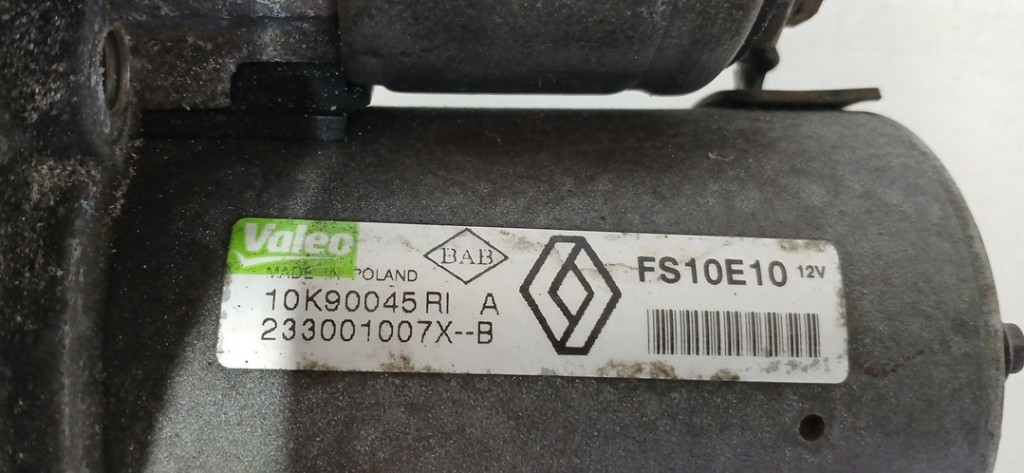 Valeo
MADE IN POLAND
BAB
10K90045RI A
233001007X--B
FS10E10 12V